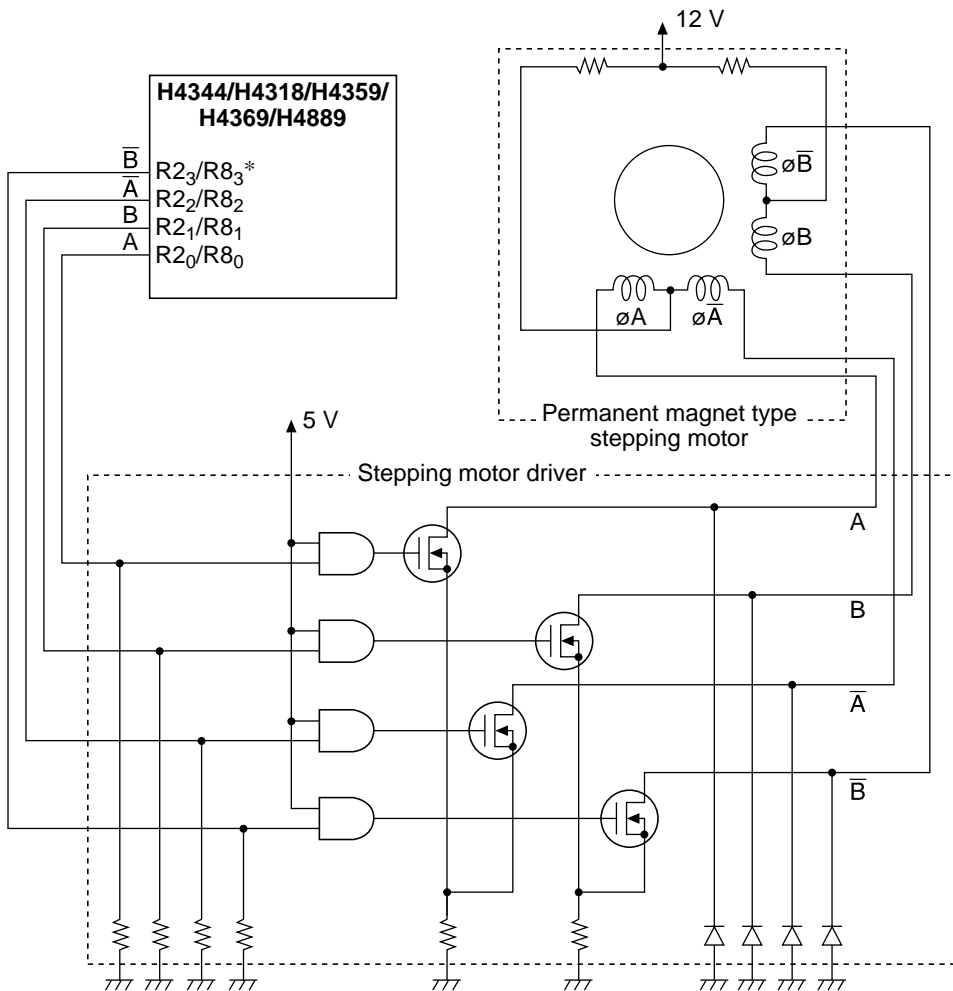 12 V
H4344/H4318/H4359/
H4369/H4889
B̅
R2₃/R8₃*
A̅
R2₂/R8₂
B
R2₁/R8₁
A
R2₀/R8₀
øB̅
øB
øA
øA̅
Permanent magnet type
stepping motor
5 V
Stepping motor driver
A
B
A̅
B̅